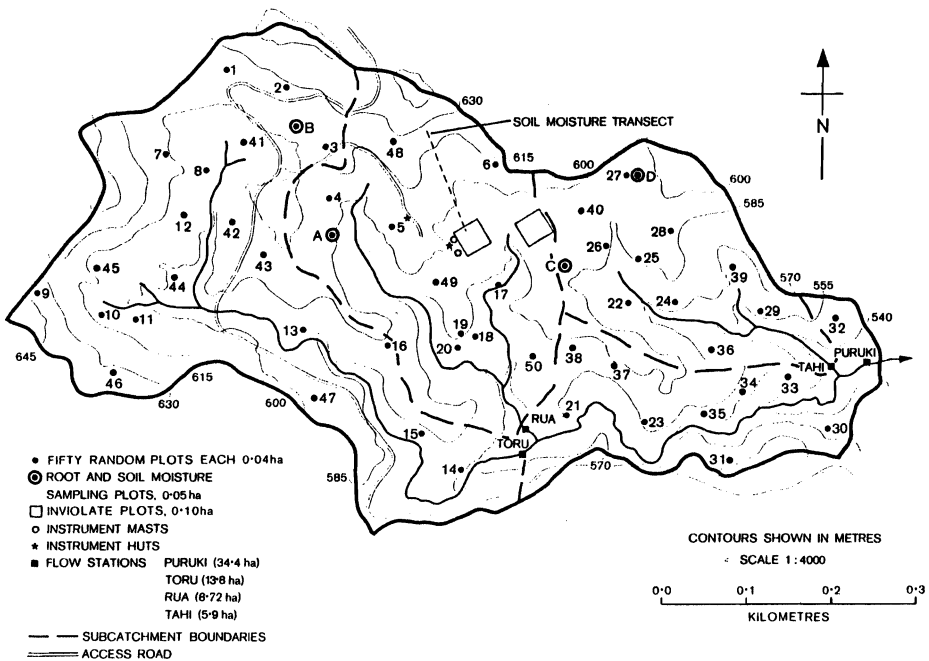 1
2
630
B
SOIL MOISTURE TRANSECT
N
41
3
48
7
6
615
600
8
27
D
600
4
585
12
42
A
5
40
28
26
25
43
C
45
44
49
17
39
570
9
10
11
22
24
29
555
32
540
13
19
18
16
20
38
36
PURUKI
645
50
37
TAHI
46
615
34
33
630
600
47
21
35
RUA
23
30
15
TORU
14
570
31
585
FIFTY RANDOM PLOTS EACH 0·04ha
ROOT AND SOIL MOISTURE
SAMPLING PLOTS, 0·05ha
INVIOLATE PLOTS, 0·10ha
INSTRUMENT MASTS
INSTRUMENT HUTS
FLOW STATIONS PURUKI (34·4 ha)
TORU (13·8 ha)
RUA (8·72 ha)
TAHI (5·9 ha)
SUBCATCHMENT BOUNDARIES
ACCESS ROAD
CONTOURS SHOWN IN METRES
SCALE 1:4000
0·0 0·1 0·2 0·3
KILOMETRES